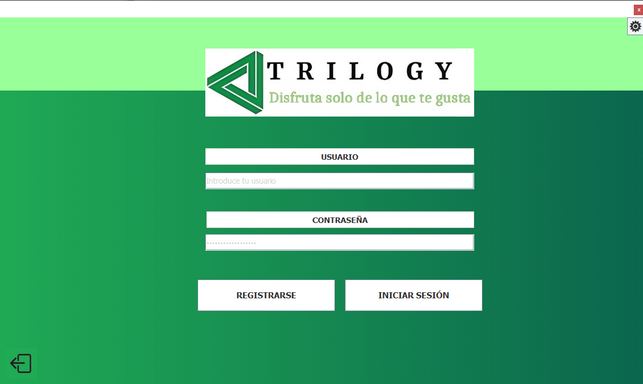 x
TRILOGY
Disfruta solo de lo que te gusta
USUARIO
Introduce tu usuario
CONTRASEÑA
REGISTRARSE
INICIAR SESIÓN